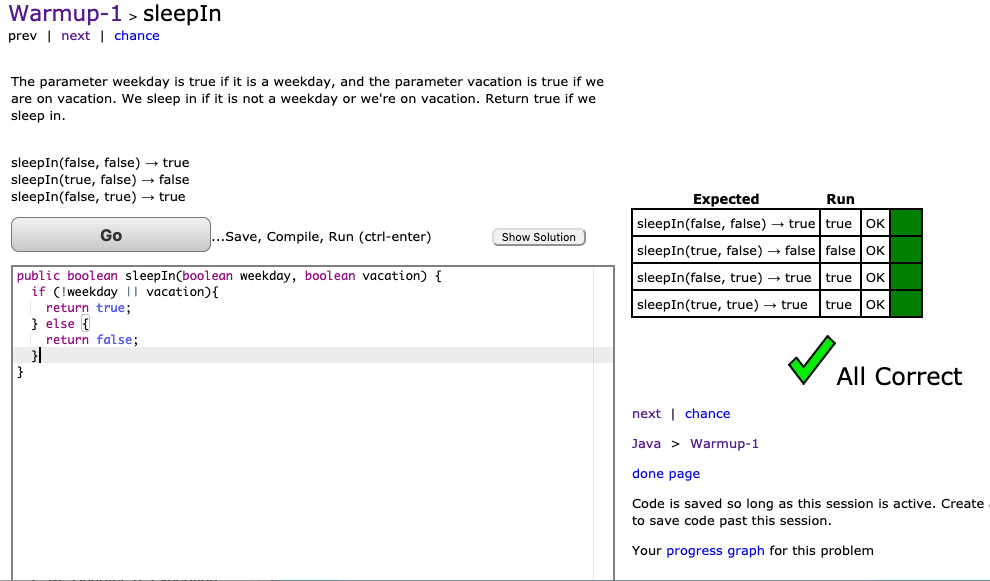 Warmup-1 > sleepIn
prev | next | chance
The parameter weekday is true if it is a weekday, and the parameter vacation is true if we
are on vacation. We sleep in if it is not a weekday or we're on vacation. Return true if we
sleep in.
sleepIn(false, false) → true
sleepIn(true, false) → false
sleepIn(false, true) → true
Go
...Save, Compile, Run (ctrl-enter)
Show Solution
public boolean sleepIn(boolean weekday, boolean vacation) {
  if (!weekday || vacation){
    return true;
  } else {
    return false;
  }
}
Expected Run
sleepIn(false, false) → true true OK
sleepIn(true, false) → false false OK
sleepIn(false, true) → true true OK
sleepIn(true, true) → true true OK
All Correct
next | chance
Java > Warmup-1
done page
Code is saved so long as this session is active. Create
to save code past this session.
Your progress graph for this problem